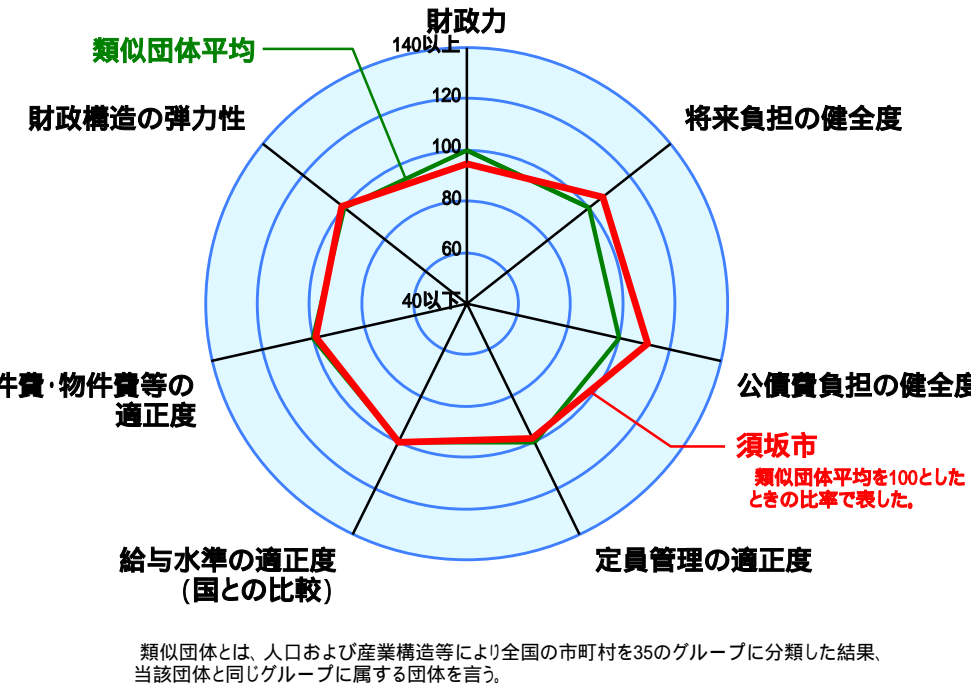 財政力
類似団体平均
140以上
120
100
80
60
40以下
財政構造の弾力性
将来負担の健全度
件費・物件費等の
適正度
公債費負担の健全度
須坂市
類似団体平均を100とした
ときの比率で表した。
給与水準の適正度
(国との比較)
定員管理の適正度
類似団体とは、人口および産業構造等により全国の市町村を35のグループに分類した結果、
当該団体と同じグループに属する団体を言う。